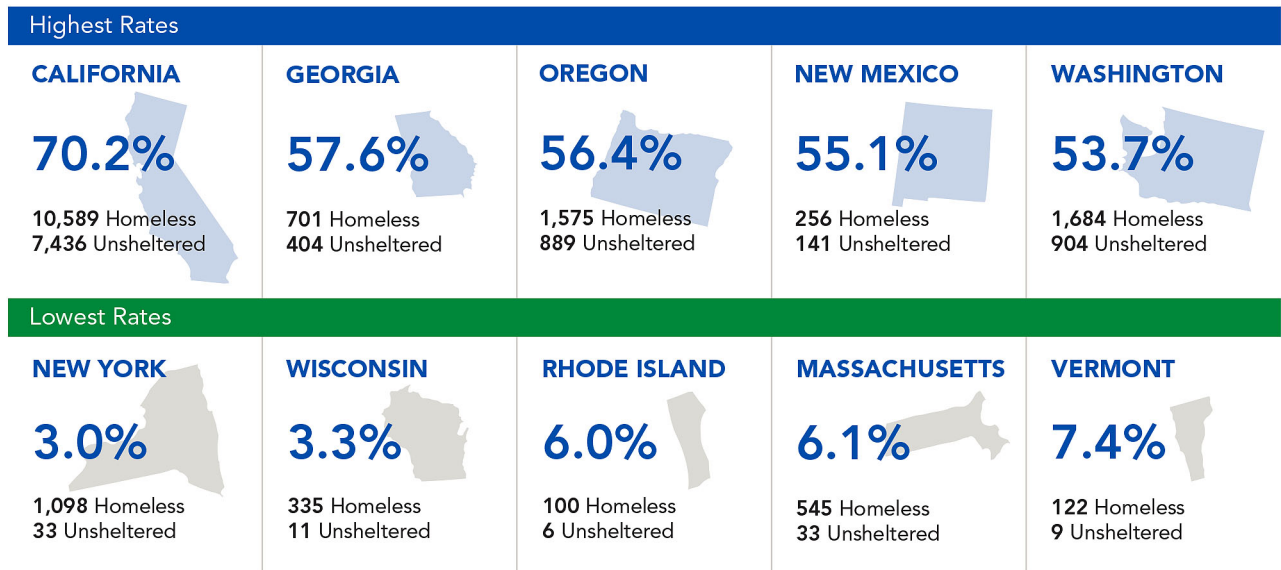 Highest Rates
CALIFORNIA
70.2%
10,589 Homeless
7,436 Unsheltered
GEORGIA
57.6%
701 Homeless
404 Unsheltered
OREGON
56.4%
1,575 Homeless
889 Unsheltered
NEW MEXICO
55.1%
256 Homeless
141 Unsheltered
WASHINGTON
53.7%
1,684 Homeless
904 Unsheltered
Lowest Rates
NEW YORK
3.0%
1,098 Homeless
33 Unsheltered
WISCONSIN
3.3%
335 Homeless
11 Unsheltered
RHODE ISLAND
6.0%
100 Homeless
6 Unsheltered
MASSACHUSETTS
6.1%
545 Homeless
33 Unsheltered
VERMONT
7.4%
122 Homeless
9 Unsheltered